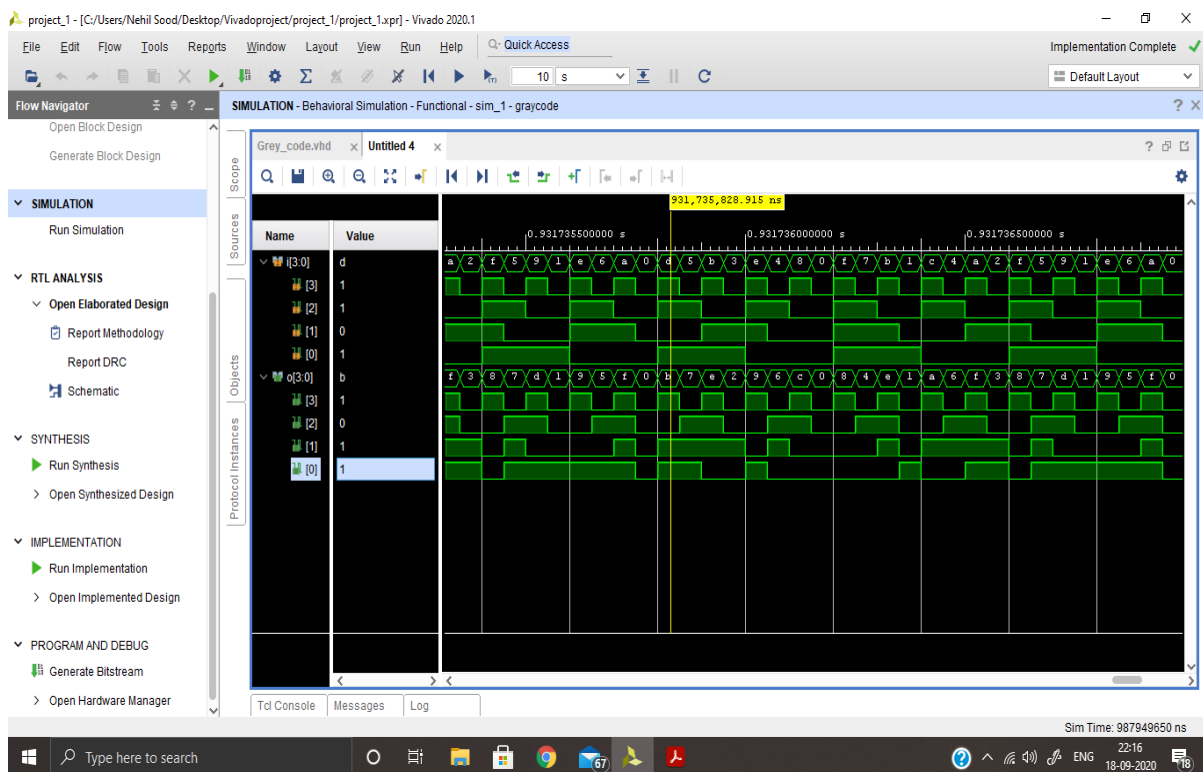 project_1 - [C:/Users/Nehil Sood/Desktop/Vivadoproject/project_1/project_1.xpr] - Vivado 2020.1
File Edit Flow Tools Reports Window Layout View Run Help Q- Quick Access Implementation Complete
10 s Default Layout
Flow Navigator SIMULATION - Behavioral Simulation - Functional - sim_1 - graycode
Open Block Design
Generate Block Design
SIMULATION
Run Simulation
RTL ANALYSIS
Open Elaborated Design
Report Methodology
Report DRC
Schematic
SYNTHESIS
Run Synthesis
Open Synthesized Design
IMPLEMENTATION
Run Implementation
Open Implemented Design
PROGRAM AND DEBUG
Generate Bitstream
Open Hardware Manager
Scope
Sources
Objects
Protocol Instances
Grey_code.vhd Untitled 4
931,735,828.915 ns
Name Value 0.931735500000 s 0.931736000000 s 0.931736500000 s
i[3:0] d a 2 f 5 9 1 e 6 a 0 d 5 b 3 e 4 8 0 f 7 b 1 c 4 a 2 f 5 9 1 e 6 a 0
[3] 1
[2] 1
[1] 0
[0] 1
o[3:0] b f 3 8 7 d 1 9 5 f 0 b 7 e 2 9 6 c 0 8 4 e 1 a 6 f 3 8 7 d 1 9 5 f 0
[3] 1
[2] 0
[1] 1
[0] 1
Tcl Console Messages Log
Sim Time: 987949650 ns
Type here to search
67
ENG
22:16
18-09-2020
18